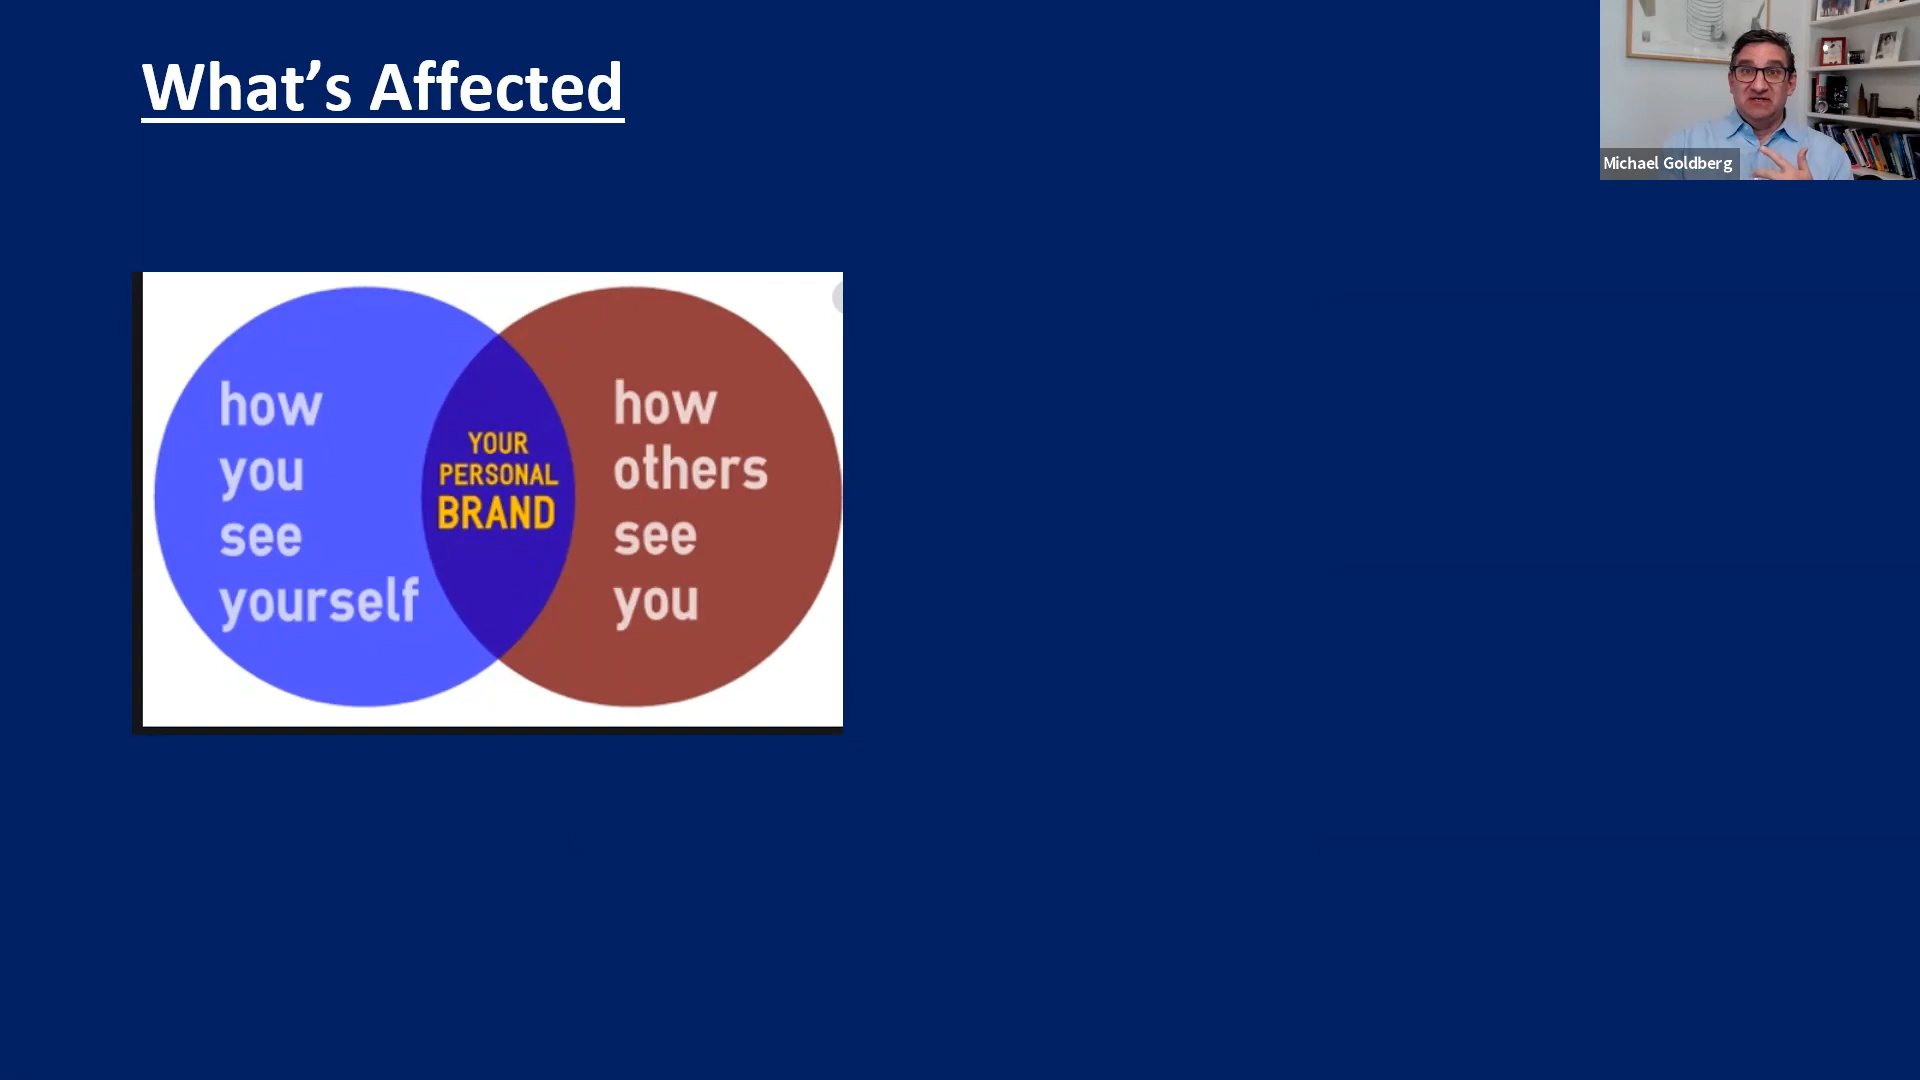 What’s Affected
Michael Goldberg
how
you
see
yourself
YOUR
PERSONAL
BRAND
how
others
see
you